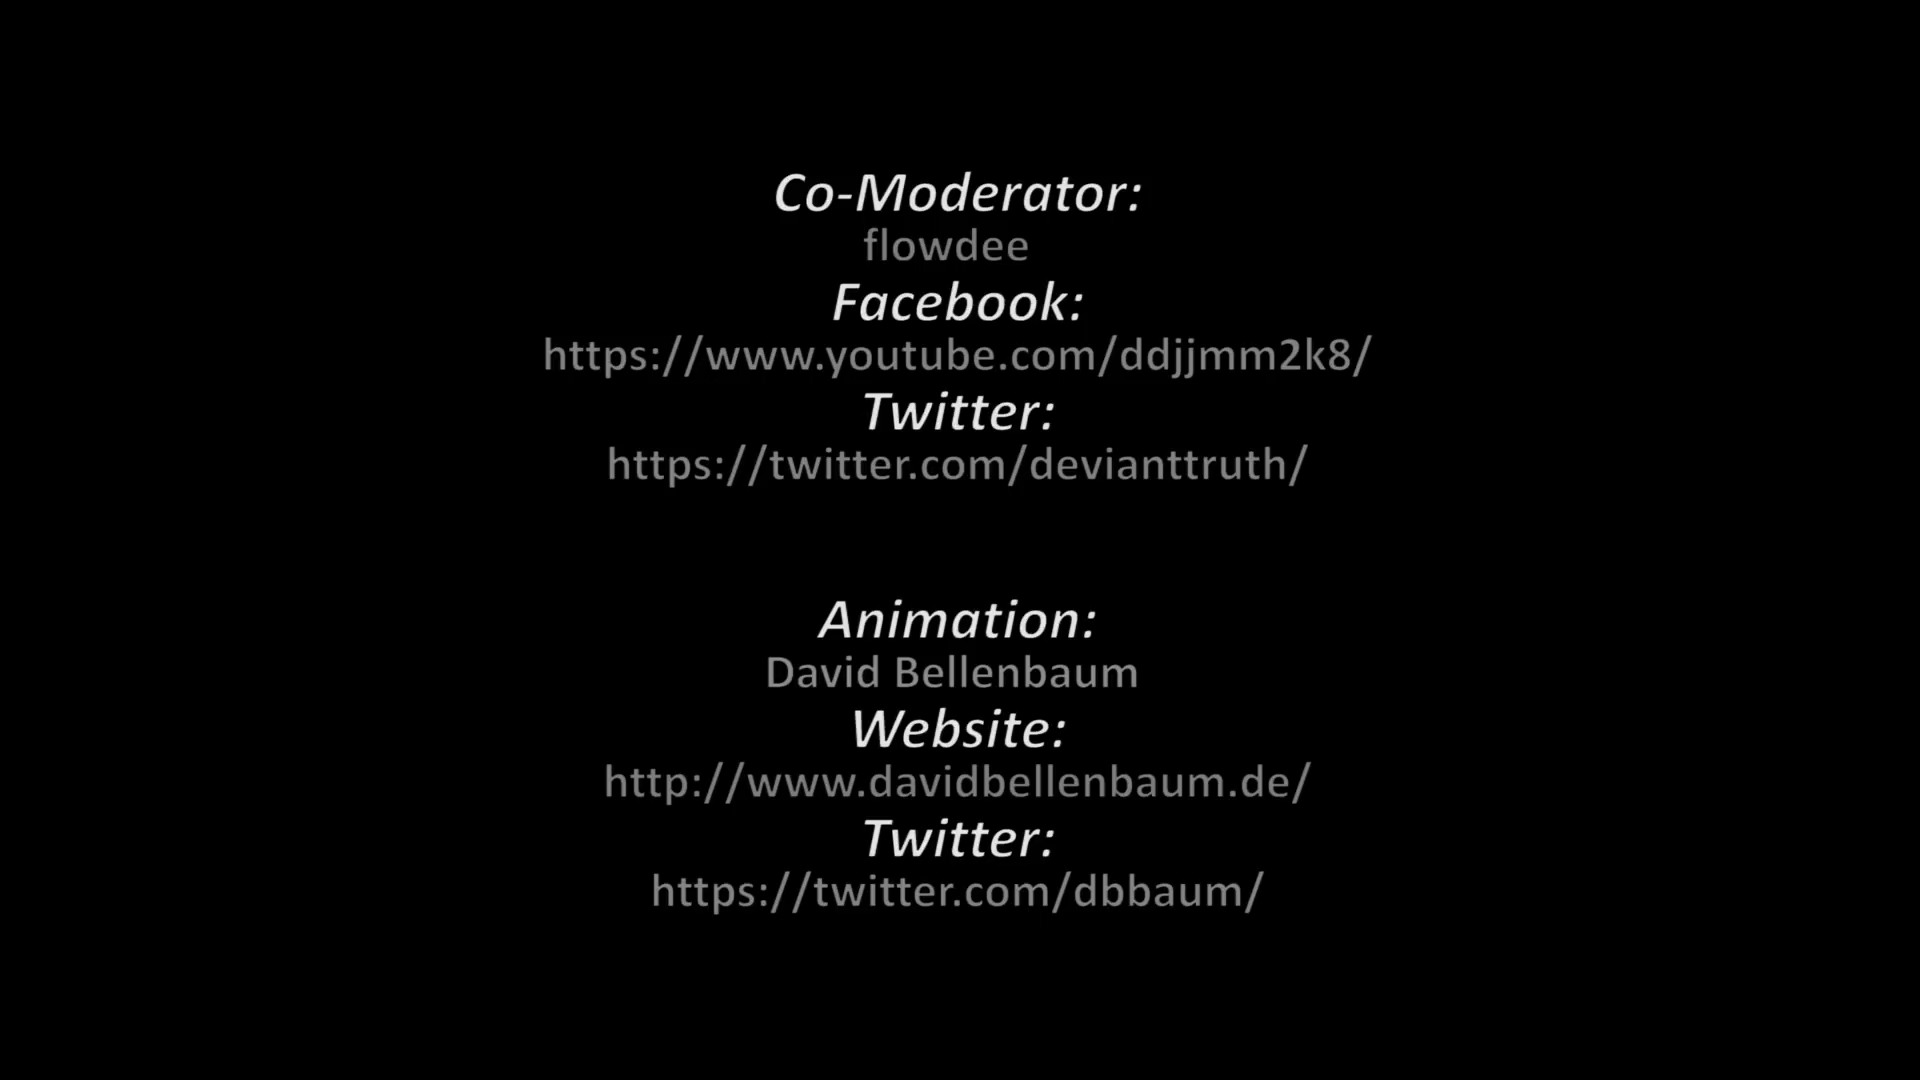 Co-Moderator:
flowdee
Facebook:
https://www.youtube.com/ddjjmm2k8/
Twitter:
https://twitter.com/devianttruth/
Animation:
David Bellenbaum
Website:
http://www.davidbellenbaum.de/
Twitter:
https://twitter.com/dbbaum/